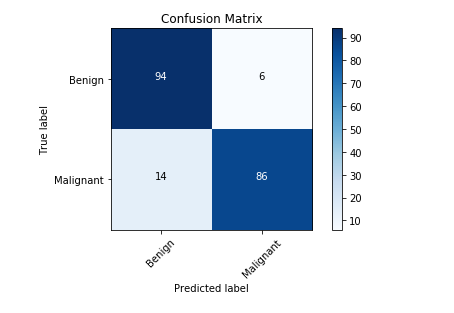 Confusion Matrix
True label
Benign
94
6
Malignant
14
86
Benign
Malignant
Predicted label
90
80
70
60
50
40
30
20
10